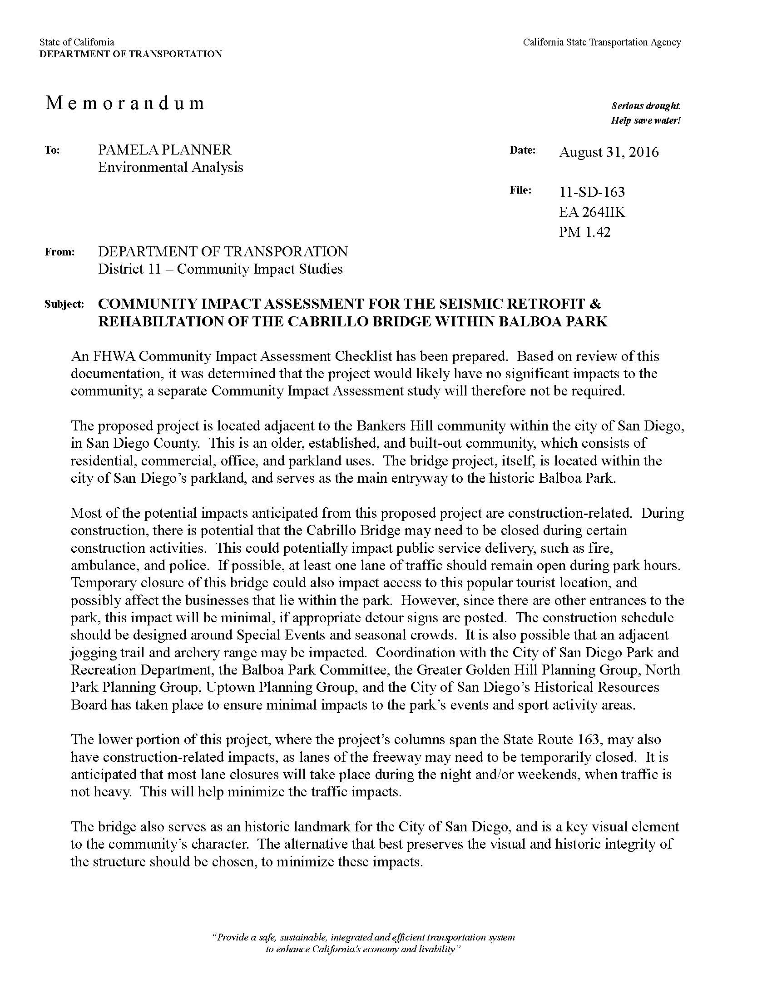 State of California
DEPARTMENT OF TRANSPORTATION
California State Transportation Agency
Memorandum
Serious drought.
Help save water!
To: PAMELA PLANNER
Environmental Analysis
Date: August 31, 2016
File: 11-SD-163
EA 264IIK
PM 1.42
From: DEPARTMENT OF TRANSPORATION
District 11 – Community Impact Studies
Subject: COMMUNITY IMPACT ASSESSMENT FOR THE SEISMIC RETROFIT &
REHABILTATION OF THE CABRILLO BRIDGE WITHIN BALBOA PARK
An FHWA Community Impact Assessment Checklist has been prepared. Based on review of this
documentation, it was determined that the project would likely have no significant impacts to the
community; a separate Community Impact Assessment study will therefore not be required.
The proposed project is located adjacent to the Bankers Hill community within the city of San Diego,
in San Diego County. This is an older, established, and built-out community, which consists of
residential, commercial, office, and parkland uses. The bridge project, itself, is located within the
city of San Diego’s parkland, and serves as the main entryway to the historic Balboa Park.
Most of the potential impacts anticipated from this proposed project are construction-related. During
construction, there is potential that the Cabrillo Bridge may need to be closed during certain
construction activities. This could potentially impact public service delivery, such as fire,
ambulance, and police. If possible, at least one lane of traffic should remain open during park hours.
Temporary closure of this bridge could also impact access to this popular tourist location, and
possibly affect the businesses that lie within the park. However, since there are other entrances to the
park, this impact will be minimal, if appropriate detour signs are posted. The construction schedule
should be designed around Special Events and seasonal crowds. It is also possible that an adjacent
jogging trail and archery range may be impacted. Coordination with the City of San Diego Park and
Recreation Department, the Balboa Park Committee, the Greater Golden Hill Planning Group, North
Park Planning Group, Uptown Planning Group, and the City of San Diego’s Historical Resources
Board has taken place to ensure minimal impacts to the park’s events and sport activity areas.
The lower portion of this project, where the project’s columns span the State Route 163, may also
have construction-related impacts, as lanes of the freeway may need to be temporarily closed. It is
anticipated that most lane closures will take place during the night and/or weekends, when traffic is
not heavy. This will help minimize the traffic impacts.
The bridge also serves as an historic landmark for the City of San Diego, and is a key visual element
to the community’s character. The alternative that best preserves the visual and historic integrity of
the structure should be chosen, to minimize these impacts.
“Provide a safe, sustainable, integrated and efficient transportation system
to enhance California’s economy and livability”